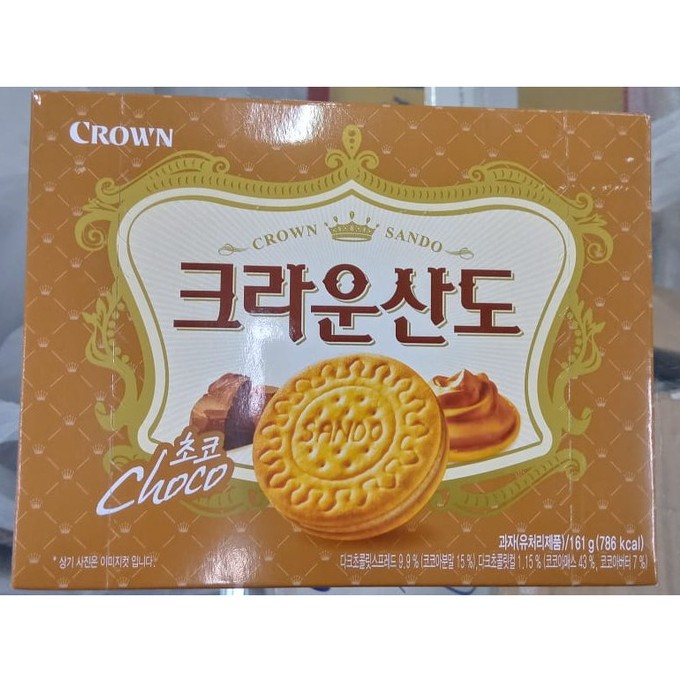 CROWN
CROWN SANDO
크라운산도
SANDO
초코
Choco
과자(유처리제품)/161g(786 kcal)
* 상기 사진은 이미지컷 입니다.
다크초콜릿스프레드 9.9%(코코아분말 15%), 다크초콜릿칩 1.15%(코코아매스 43%, 코코아버터 7%)